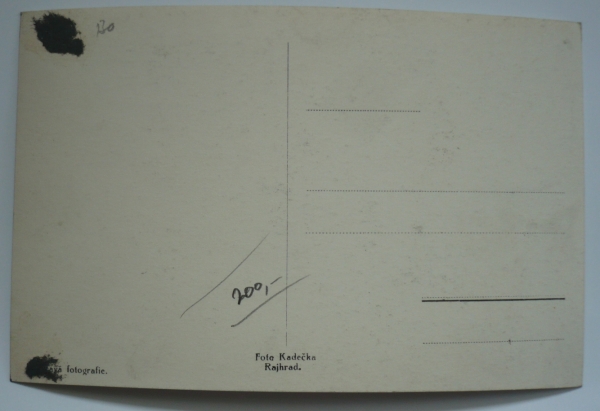 200,-
Foto Kadečka
Rajhrad.
fotografie.